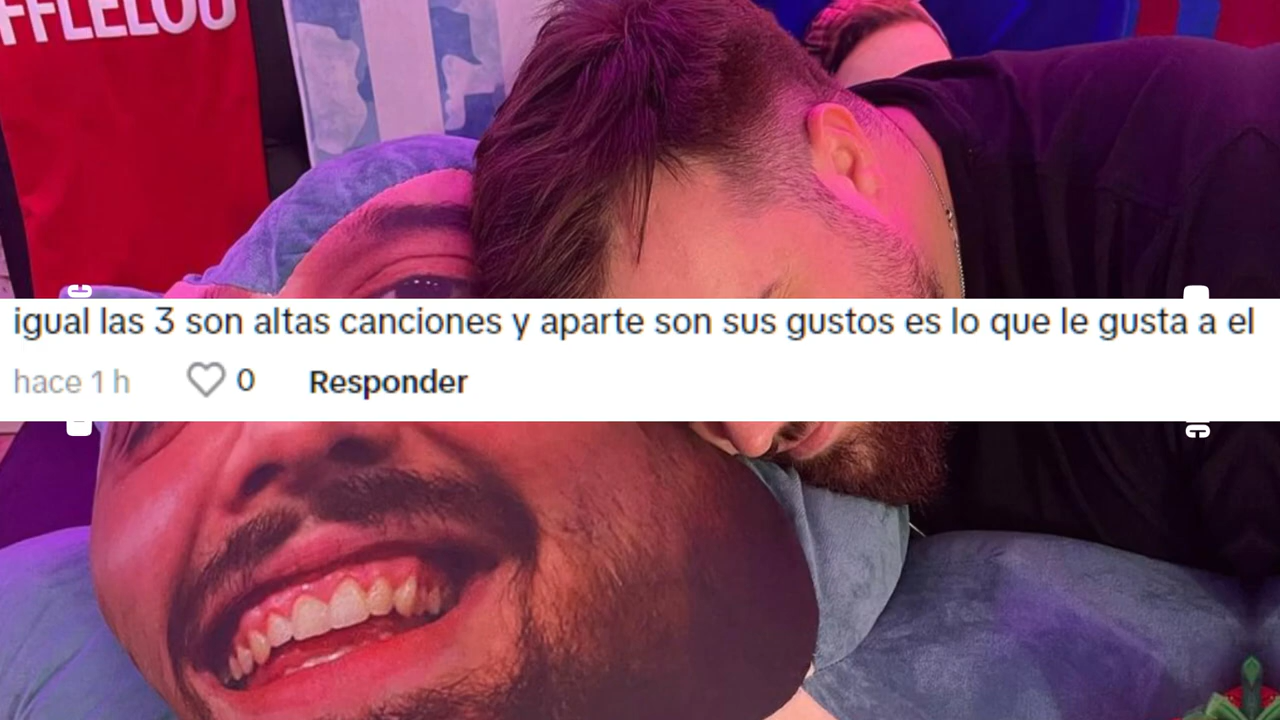 FFLELOU
igual las 3 son altas canciones y aparte son sus gustos es lo que le gusta a el
hace 1 h 0 Responder